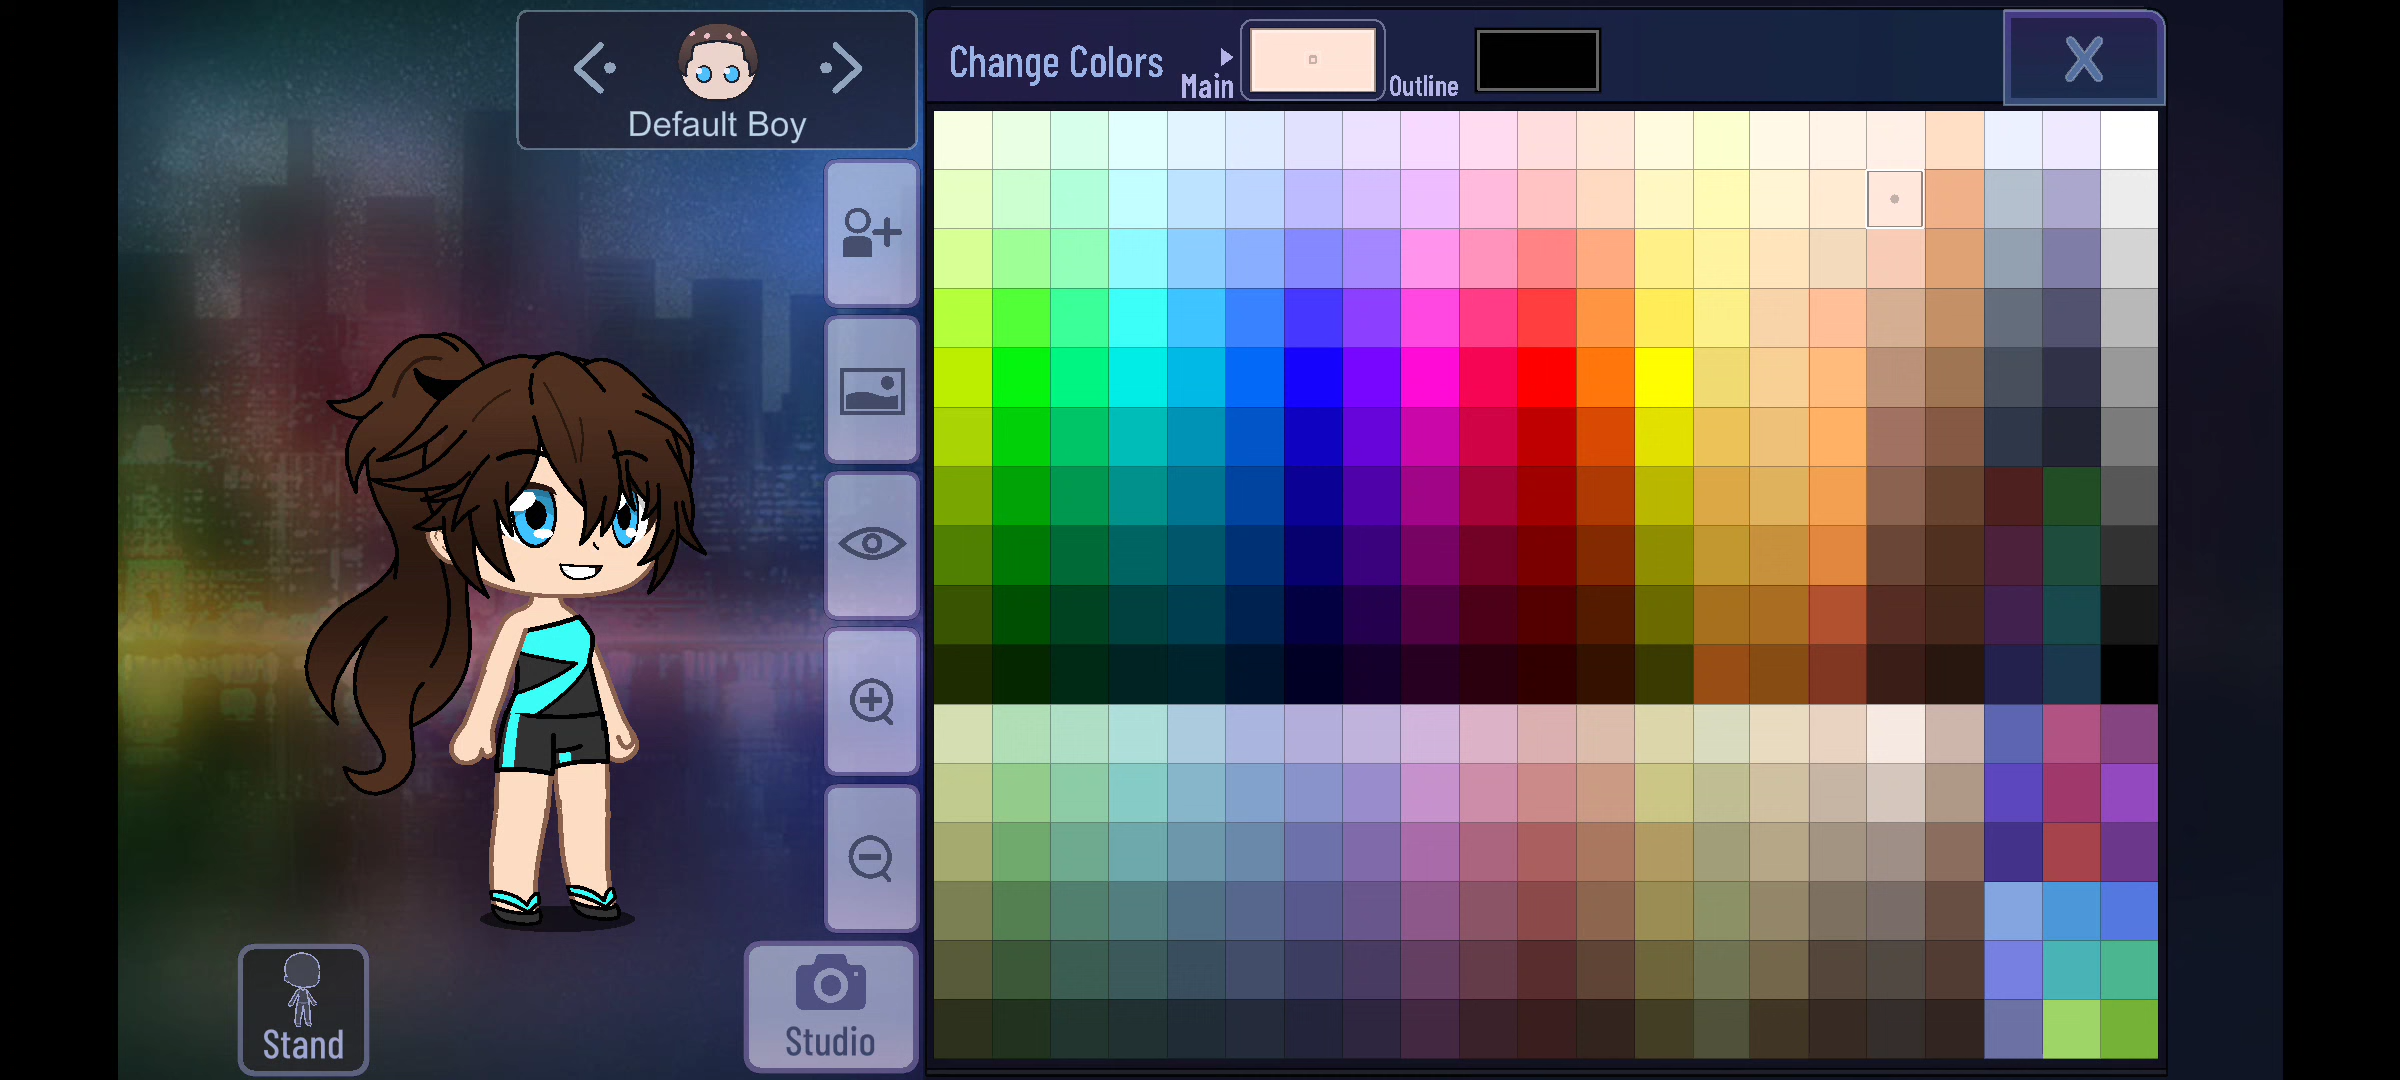 Default Boy
Change Colors
Main
Outline
X
Stand
Studio